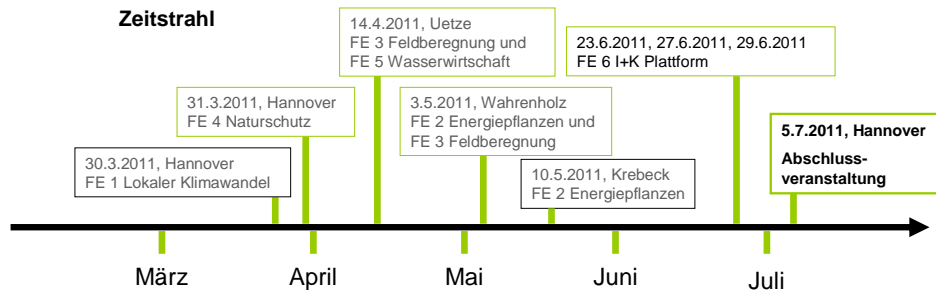 Zeitstrahl
14.4.2011, Uetze
FE 3 Feldberegnung und
FE 5 Wasserwirtschaft
23.6.2011, 27.6.2011, 29.6.2011
FE 6 I+K Plattform
31.3.2011, Hannover
FE 4 Naturschutz
3.5.2011, Wahrenholz
FE 2 Energiepflanzen und
FE 3 Feldberegnung
5.7.2011, Hannover
Abschluss-
veranstaltung
30.3.2011, Hannover
FE 1 Lokaler Klimawandel
10.5.2011, Krebeck
FE 2 Energiepflanzen
März
April
Mai
Juni
Juli